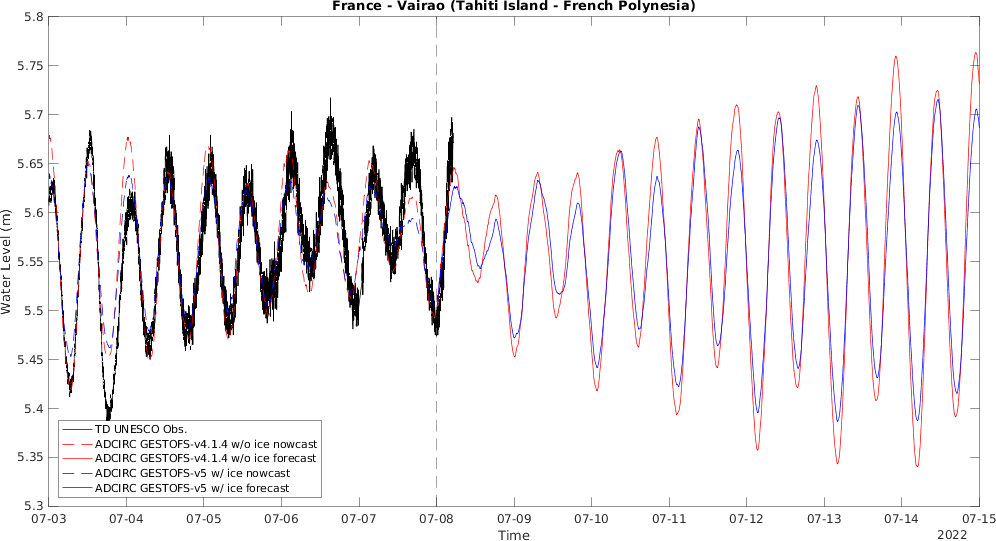 France - Vairao (Tahiti Island - French Polynesia)
5.8
5.75
5.7
5.65
5.6
5.55
5.5
5.45
5.4
5.35
5.3
Water Level (m)
TD UNESCO Obs.
ADCIRC GESTOFS-v4.1.4 w/o ice nowcast
ADCIRC GESTOFS-v4.1.4 w/o ice forecast
ADCIRC GESTOFS-v5 w/ ice nowcast
ADCIRC GESTOFS-v5 w/ ice forecast
07-03 07-04 07-05 07-06 07-07 07-08 07-09 07-10 07-11 07-12 07-13 07-14 07-15
Time
2022